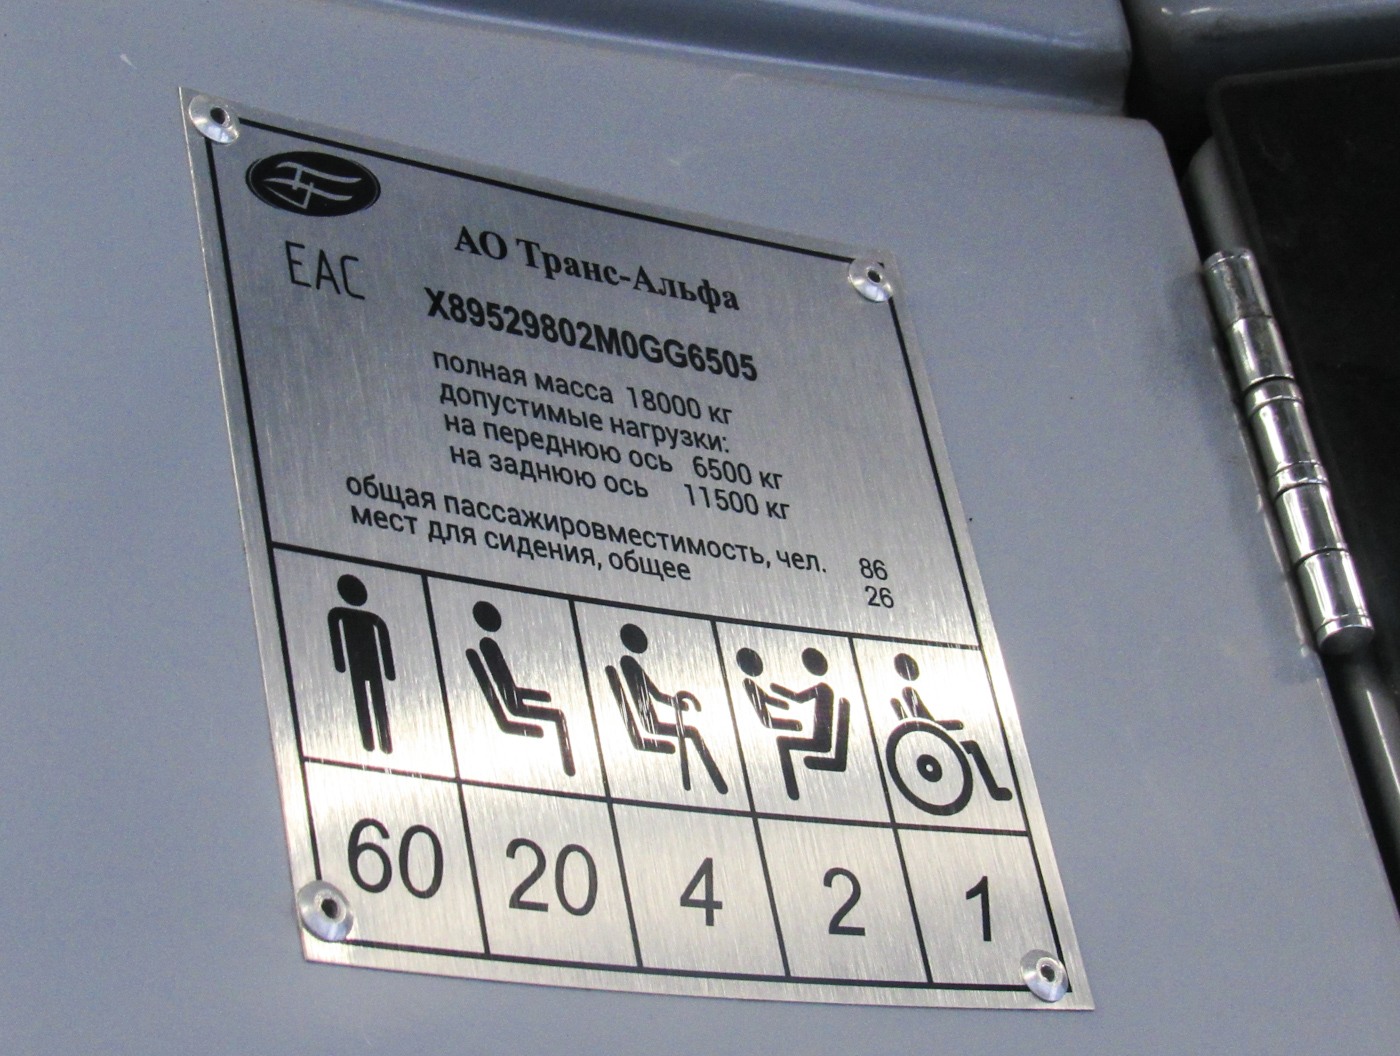 АО Транс-Альфа
EAC
X89529802M0GG6505
полная масса 18000 кг
допустимые нагрузки:
на переднюю ось 6500 кг
на заднюю ось 11500 кг
общая пассажировместимость, чел. 86
мест для сидения, общее 26
60 20 4 2 1